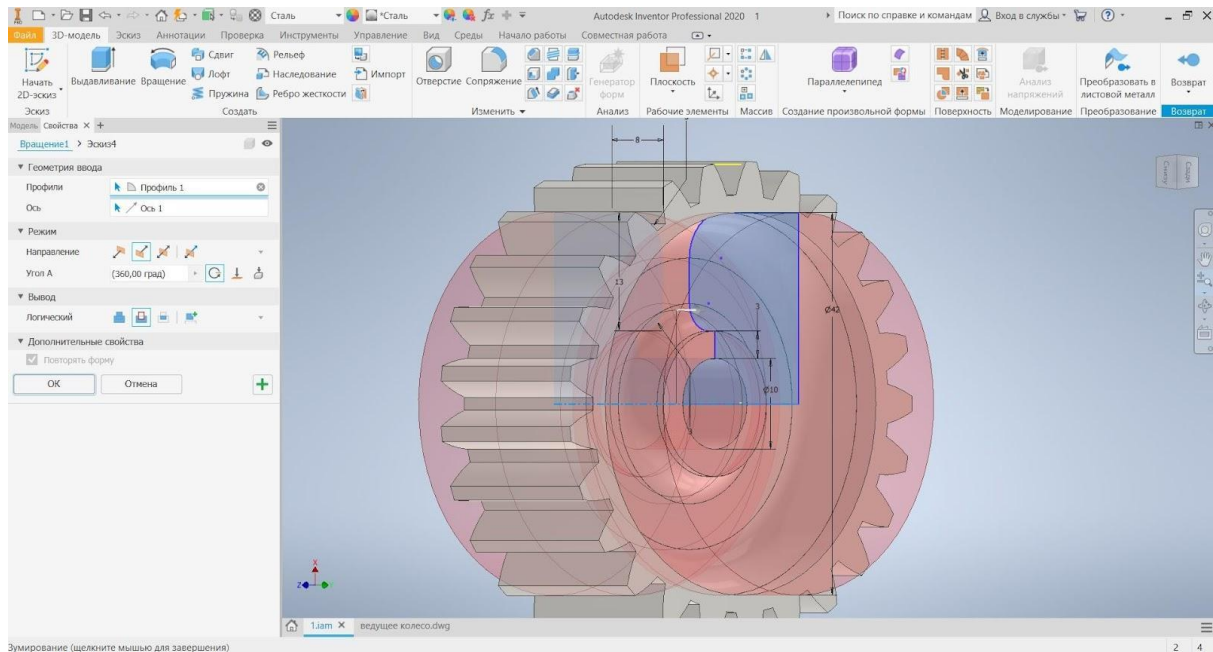 Сталь
*Сталь
Autodesk Inventor Professional 2020 1
Поиск по справке и командам
Вход в службы
Файл 3D-модель Эскиз Аннотации Проверка Инструменты Управление Вид Среды Начало работы Совместная работа
Начать
2D-эскиз
Выдавливание Вращение
Сдвиг
Лофт
Пружина
Рельеф
Наследование
Ребро жесткости
Импорт
Отверстие Сопряжение
Генератор
форм
Плоскость
Параллелепипед
Анализ
напряжений
Преобразовать в
листовой металл
Возврат
Эскиз Создать Изменить Анализ Рабочие элементы Массив Создание произвольной формы Поверхность Моделирование Преобразование Возврат
Модель Свойства × +
Вращение1 > Эскиз4
Геометрия ввода
Профили Профиль 1
Ось Ось 1
Режим
Направление
Угол A (360,00 град)
Вывод
Логический
Дополнительные свойства
Повторять форму
ОК Отмена +
8
13
3
Ø42
Ø10
3
Снизу
Сзади
X
Z
1.iam × ведущее колесо.dwg
Зумирование (щелкните мышью для завершения)
2 4